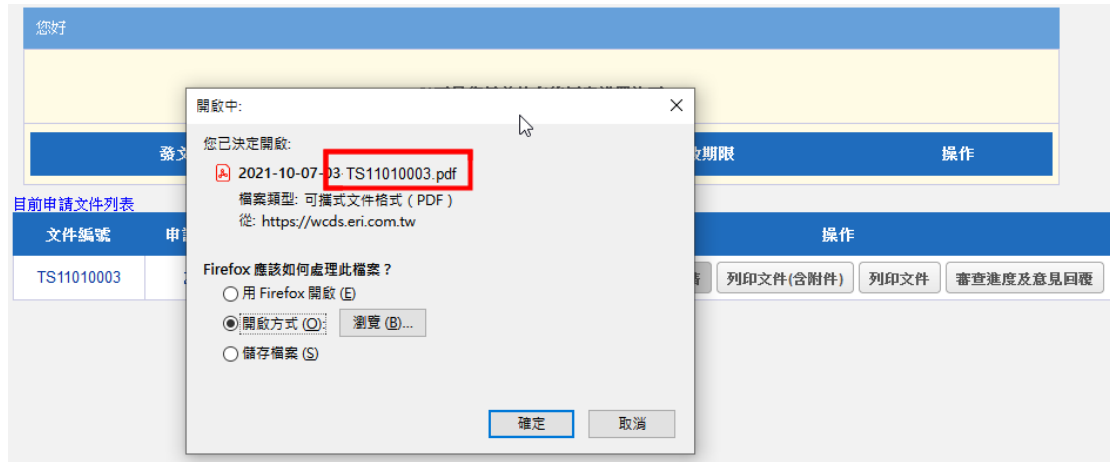 您好
開啟中:
您已決定開啟:
2021-10-07-03-TS11010003.pdf
檔案類型: 可攜式文件格式 ( PDF )
從: https://wcds.eri.com.tw
Firefox 應該如何處理此檔案?
用 Firefox 開啟 (E)
開啟方式 (O):
瀏覽 (B)...
儲存檔案 (S)
確定
取消
發文
期限
操作
目前申請文件列表
文件編號
申
操作
TS11010003
列印文件(含附件)
列印文件
審查進度及意見回覆